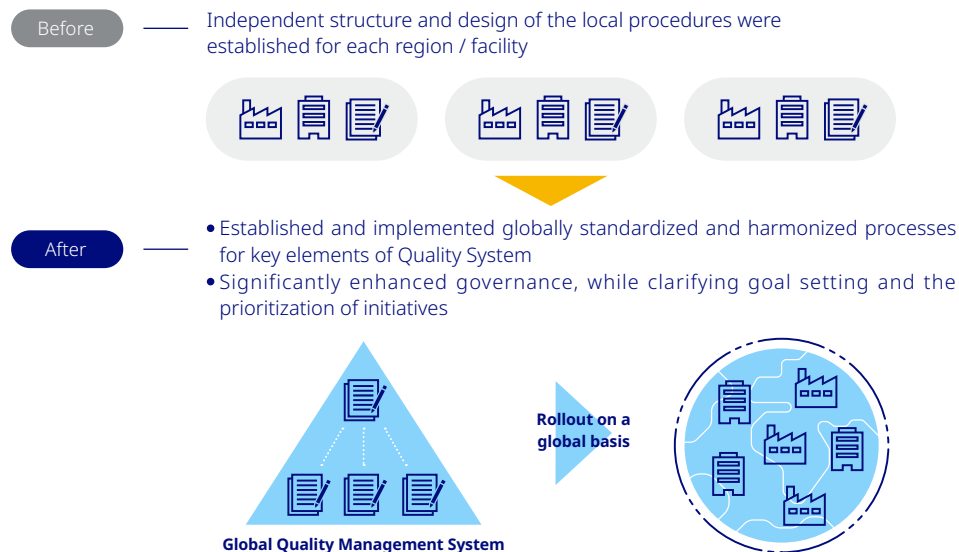 Before
Independent structure and design of the local procedures were
established for each region / facility
After
• Established and implemented globally standardized and harmonized processes
for key elements of Quality System
• Significantly enhanced governance, while clarifying goal setting and the
prioritization of initiatives
Rollout on a
global basis
Global Quality Management System